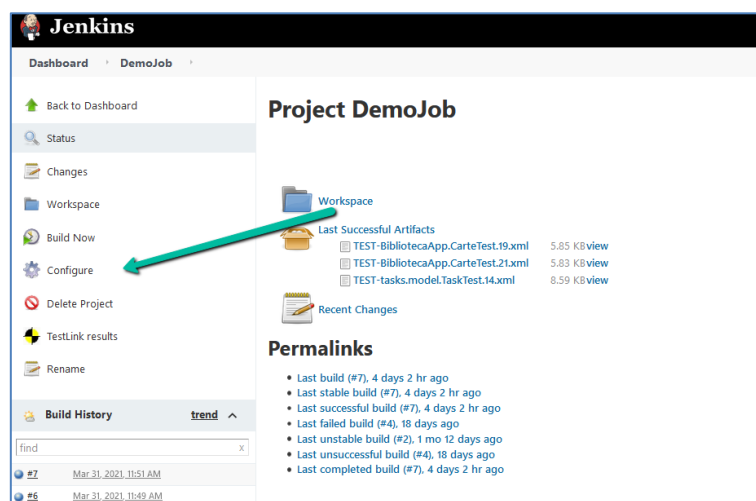 Jenkins
Dashboard DemoJob
Back to Dashboard
Status
Changes
Workspace
Build Now
Configure
Delete Project
TestLink results
Rename
Build History trend
find x
#7 Mar 31, 2021, 11:51 AM
#6 Mar 31, 2021, 11:49 AM
Project DemoJob
Workspace
Last Successful Artifacts
TEST-BibliotecaApp.CarteTest.19.xml 5.85 KB view
TEST-BibliotecaApp.CarteTest.21.xml 5.83 KB view
TEST-tasks.model.TaskTest.14.xml 8.59 KB view
Recent Changes
Permalinks
Last build (#7), 4 days 2 hr ago
Last stable build (#7), 4 days 2 hr ago
Last successful build (#7), 4 days 2 hr ago
Last failed build (#4), 18 days ago
Last unstable build (#2), 1 mo 12 days ago
Last unsuccessful build (#4), 18 days ago
Last completed build (#7), 4 days 2 hr ago